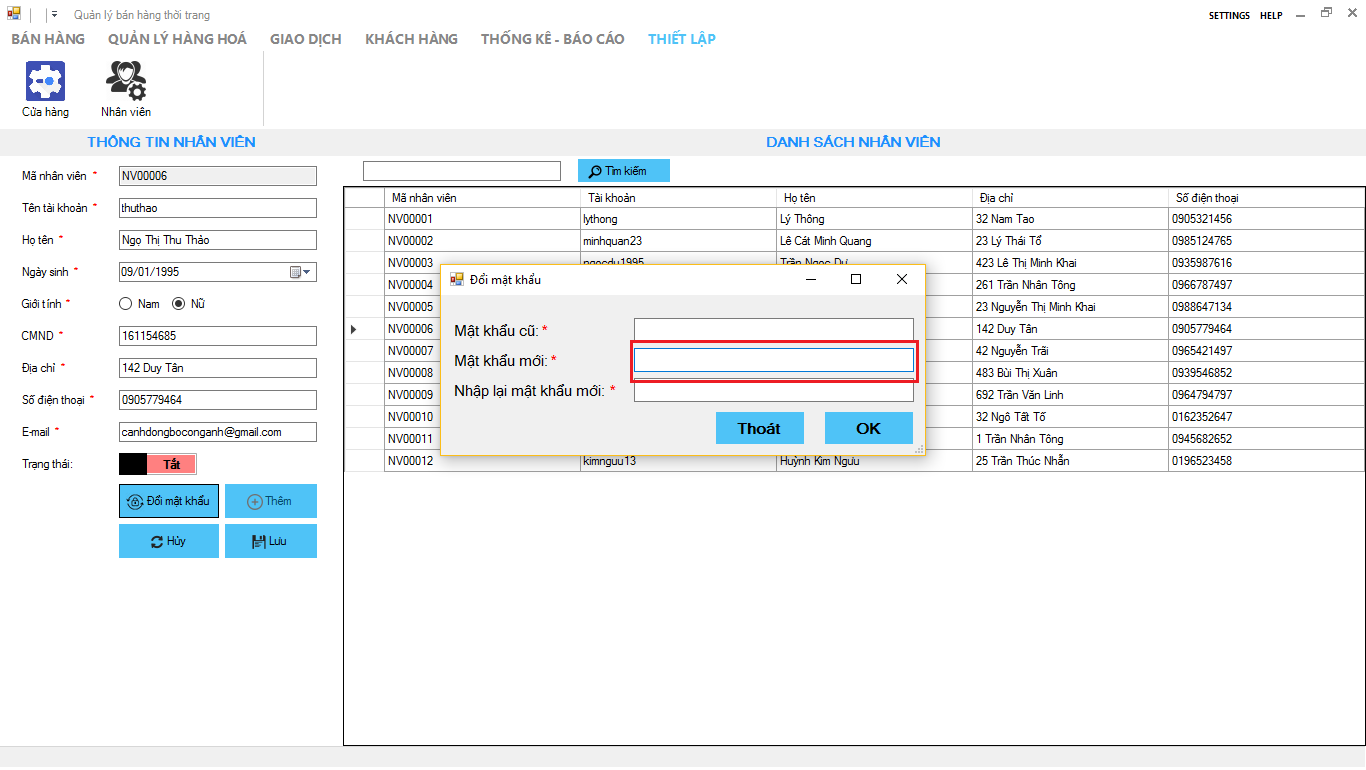 Quản lý bán hàng thời trang
SETTINGS HELP
BÁN HÀNG QUẢN LÝ HÀNG HOÁ GIAO DỊCH KHÁCH HÀNG THỐNG KÊ - BÁO CÁO THIẾT LẬP
Cửa hàng Nhân viên
THÔNG TIN NHÂN VIÊN
DANH SÁCH NHÂN VIÊN
Mã nhân viên * NV00006
Tên tài khoản * thuthao
Họ tên * Ngọ Thị Thu Thảo
Ngày sinh * 09/01/1995
Giới tính * Nam Nữ
CMND * 161154685
Địa chỉ * 142 Duy Tân
Số điện thoại * 0905779464
E-mail * canhdongboconganh@gmail.com
Trạng thái: Tắt
Đổi mật khẩu Thêm
Hủy Lưu
Tìm kiếm
Mã nhân viên Tài khoản Họ tên Địa chỉ Số điện thoại
NV00001 lythong Lý Thông 32 Nam Tao 0905321456
NV00002 minhquan23 Lê Cát Minh Quang 23 Lý Thái Tổ 0985124765
NV00003 ngocdu1995 Trần Ngọc Dự 423 Lê Thị Minh Khai 0935987616
NV00004 261 Trần Nhân Tông 0966787497
NV00005 23 Nguyễn Thị Minh Khai 0988647134
NV00006 142 Duy Tân 0905779464
NV00007 42 Nguyễn Trãi 0965421497
NV00008 483 Bùi Thị Xuân 0939546852
NV00009 692 Trần Văn Linh 0964794797
NV00010 32 Ngô Tất Tố 0162352647
NV00011 1 Trần Nhân Tông 0945682652
NV00012 kimnguu13 Huỳnh Kim Ngưu 25 Trần Thúc Nhẫn 0196523458
Đổi mật khẩu
Mật khẩu cũ: *
Mật khẩu mới: *
Nhập lại mật khẩu mới: *
Thoát OK